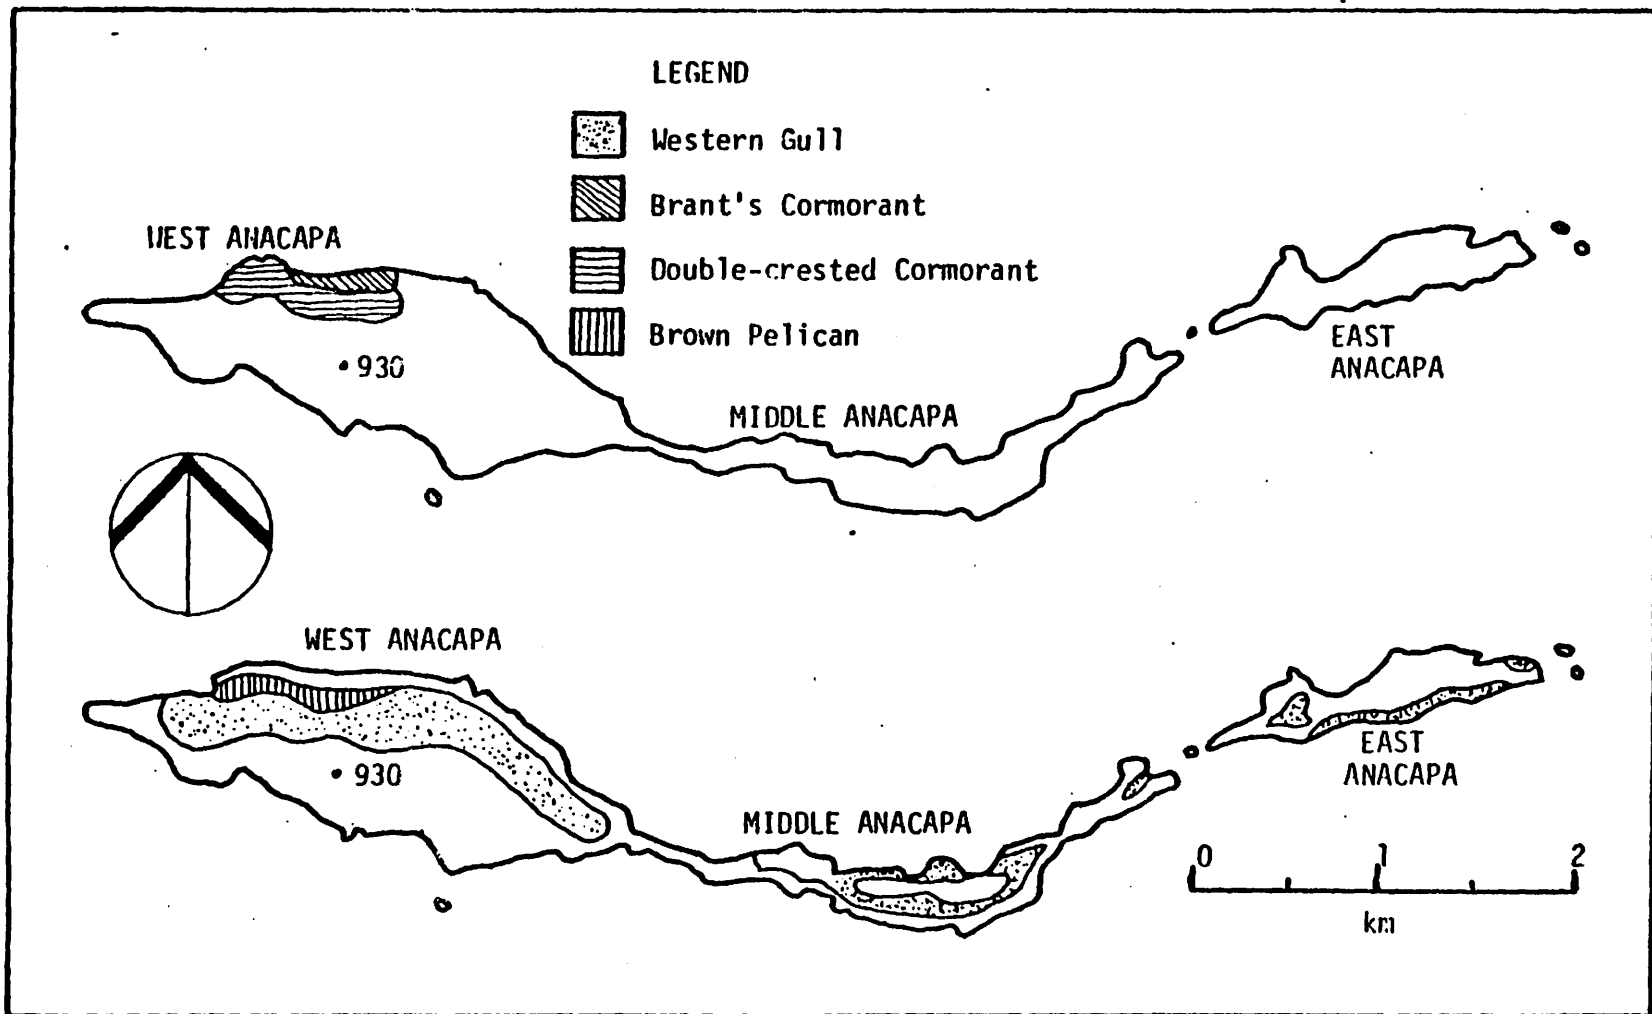 LEGEND
Western Gull
Brant's Cormorant
Double-crested Cormorant
Brown Pelican
WEST ANACAPA
930
MIDDLE ANACAPA
EAST
ANACAPA
WEST ANACAPA
930
MIDDLE ANACAPA
EAST
ANACAPA
0 1 2
km